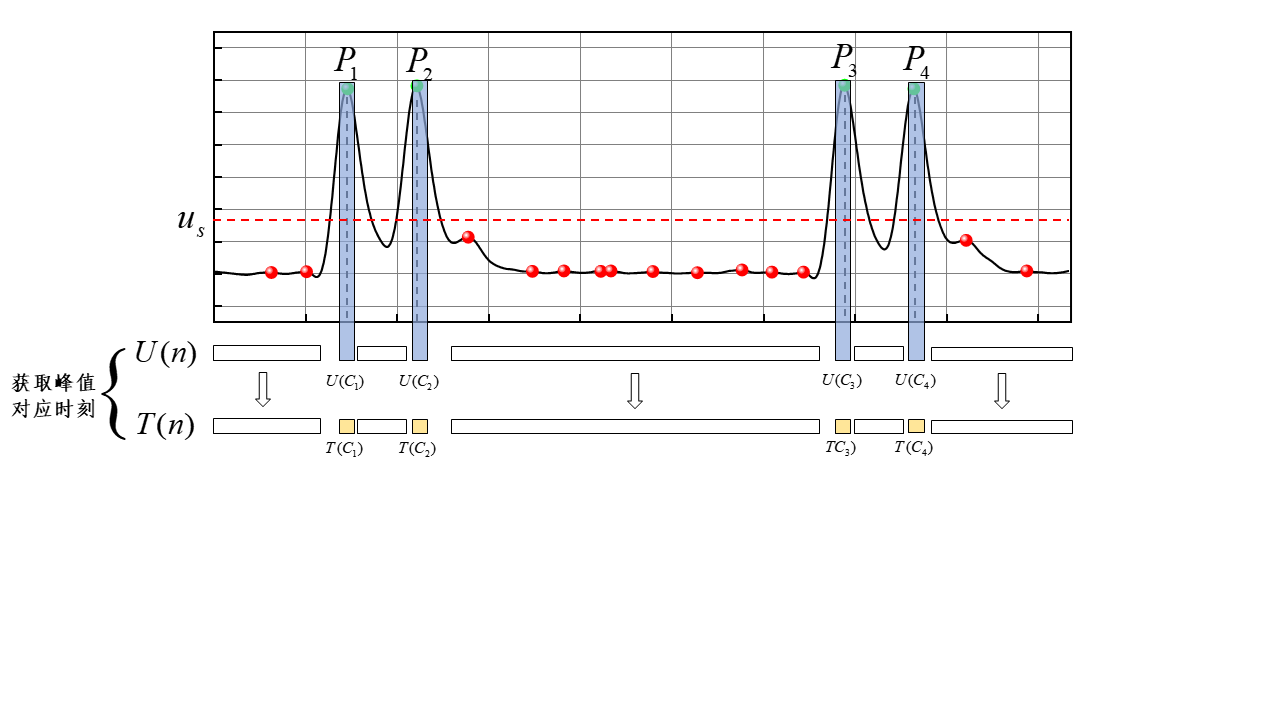 P₁ P₂ P₃ P₄
uₛ
U(n)
U(C₁) U(C₂) U(C₃) U(C₄)
获取峰值
对应时刻
T(n)
T(C₁) T(C₂) TC₃) T(C₄)